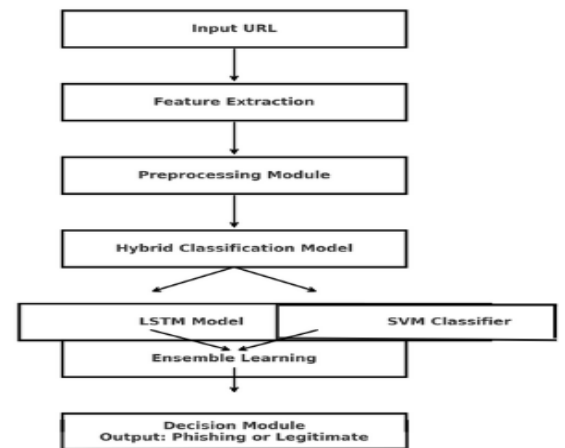 Input URL
Feature Extraction
Preprocessing Module
Hybrid Classification Model
LSTM Model
SVM Classifier
Ensemble Learning
Decision Module
Output: Phishing or Legitimate